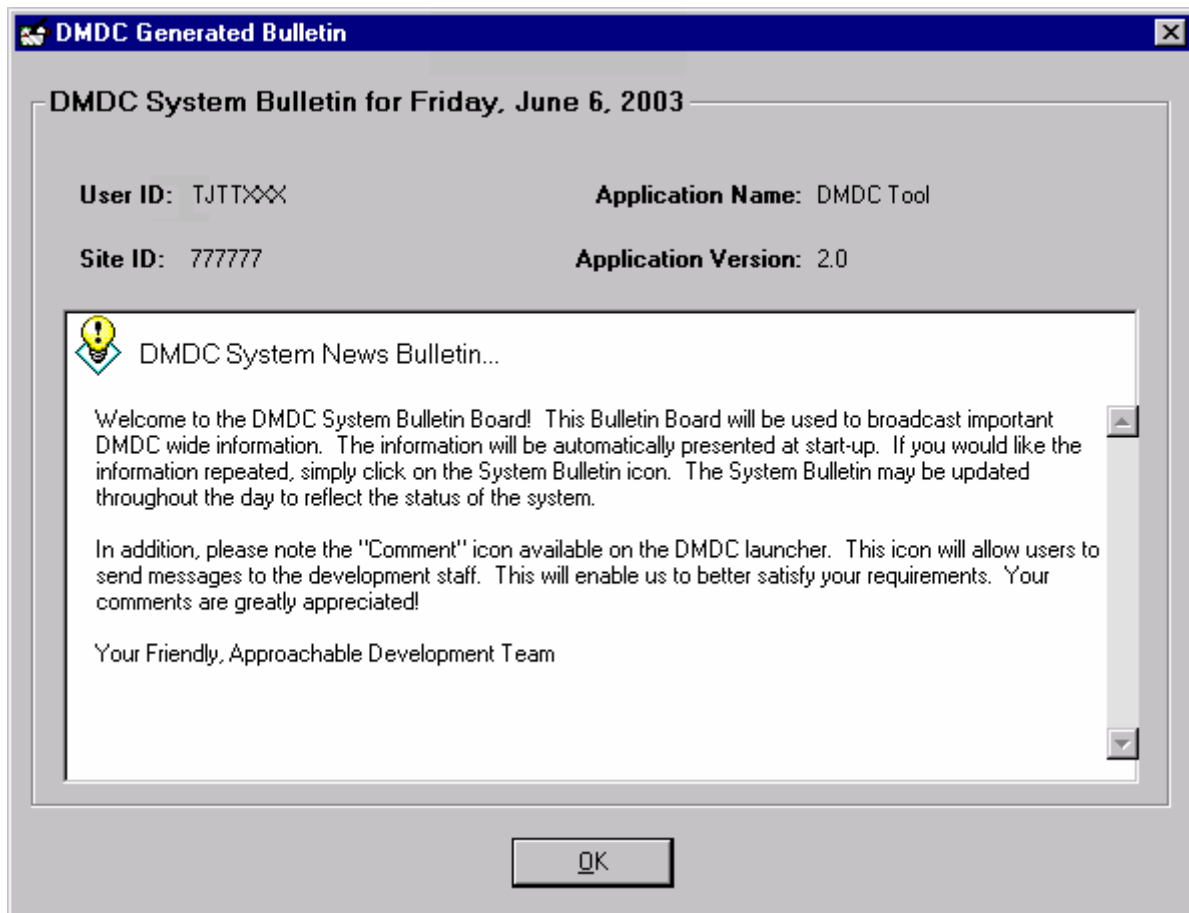 DMDC Generated Bulletin
DMDC System Bulletin for Friday, June 6, 2003
User ID: TJTTXXX
Application Name: DMDC Tool
Site ID: 777777
Application Version: 2.0
DMDC System News Bulletin...
Welcome to the DMDC System Bulletin Board! This Bulletin Board will be used to broadcast important
DMDC wide information. The information will be automatically presented at start-up. If you would like the
information repeated, simply click on the System Bulletin icon. The System Bulletin may be updated
throughout the day to reflect the status of the system.
In addition, please note the "Comment" icon available on the DMDC launcher. This icon will allow users to
send messages to the development staff. This will enable us to better satisfy your requirements. Your
comments are greatly appreciated!
Your Friendly, Approachable Development Team
OK